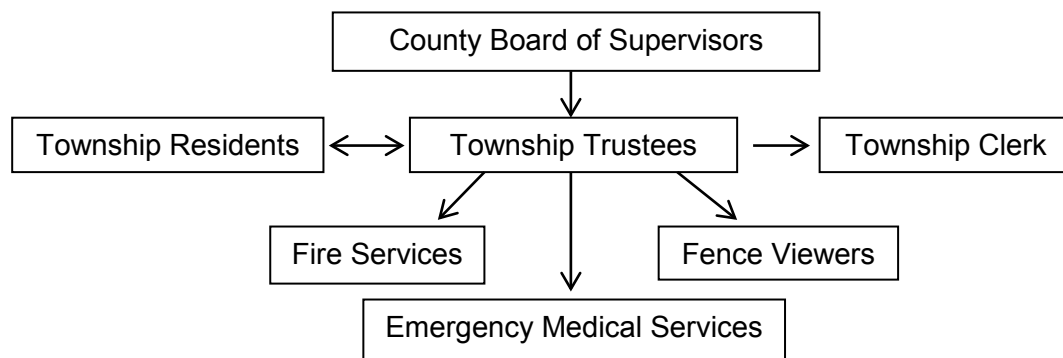 County Board of Supervisors
Township Residents
Township Trustees
Township Clerk
Fire Services
Fence Viewers
Emergency Medical Services